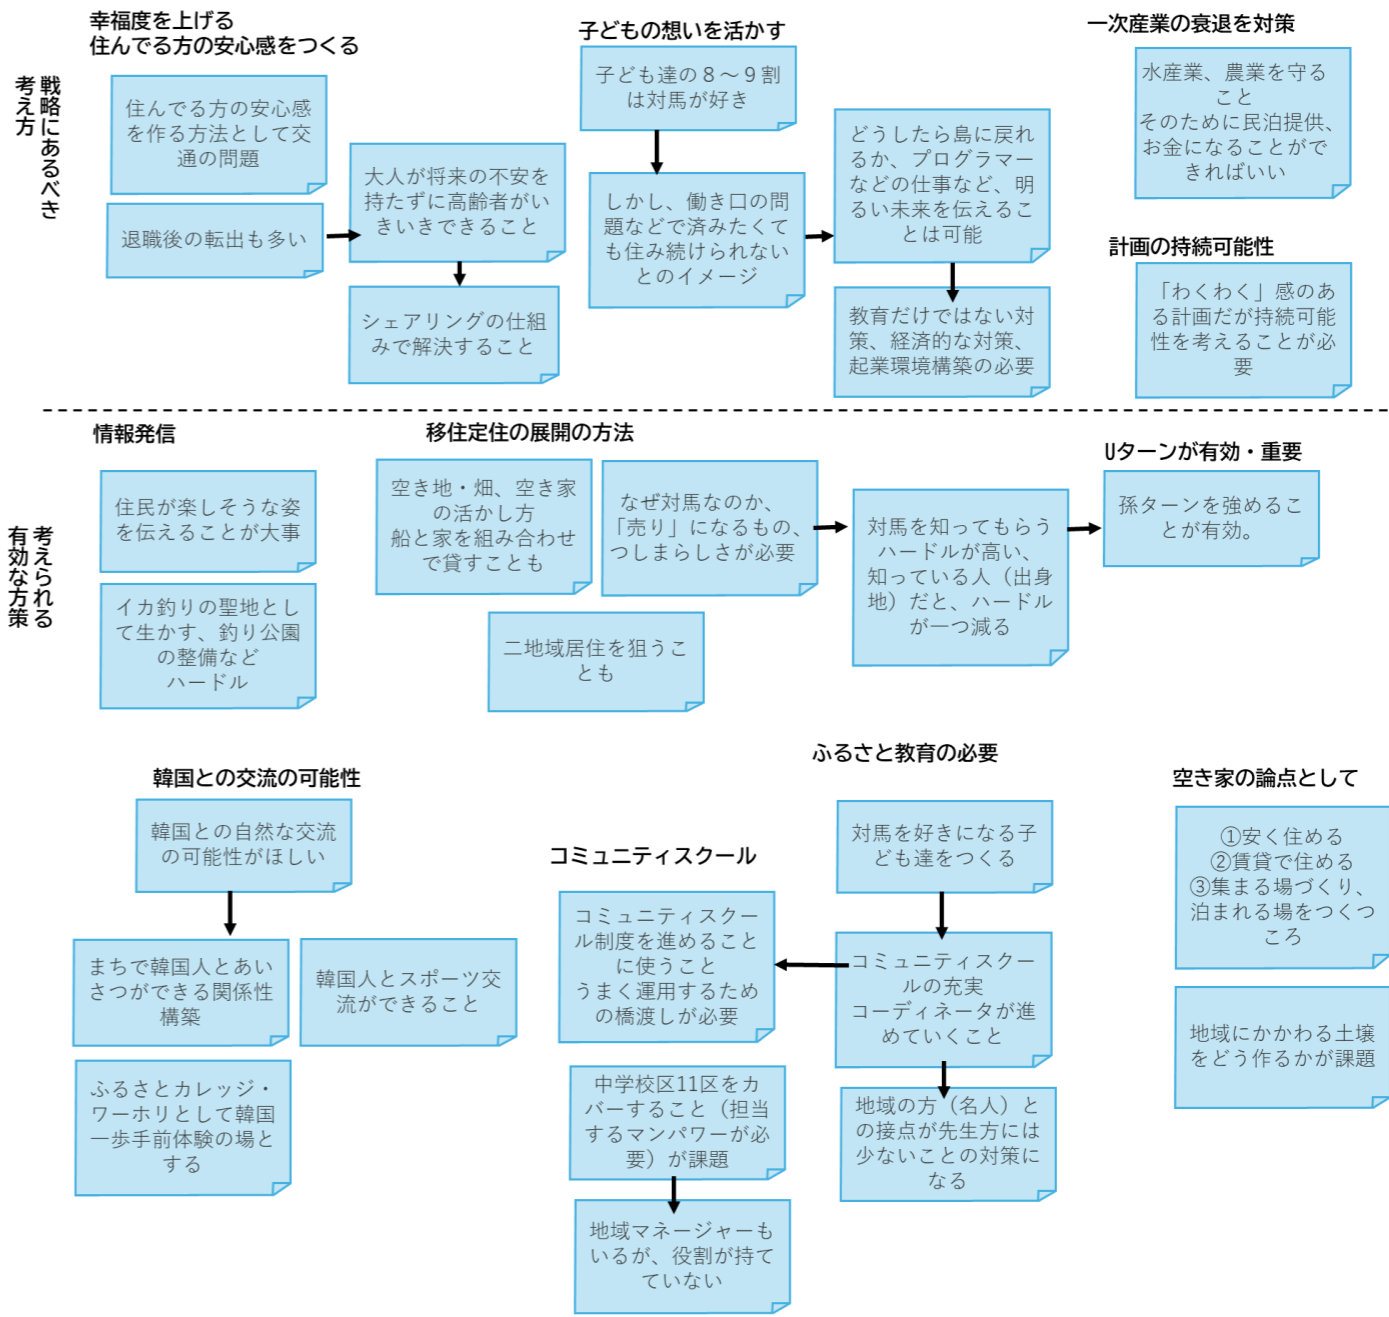 幸福度を上げる
住んでる方の安心感をつくる
子どもの想いを活かす
一次産業の衰退を対策
戦略にあるべき
考え方
住んでる方の安心感
を作る方法として交
通の問題
退職後の転出も多い
大人が将来の不安を
持たずに高齢者がい
きいきできること
シェアリングの仕組
みで解決すること
子ども達の８～９割
は対馬が好き
しかし、働き口の問
題などで済みたくて
も住み続けられない
とのイメージ
どうしたら島に戻れ
るか、プログラマー
などの仕事など、明
るい未来を伝えるこ
とは可能
教育だけではない対
策、経済的な対策、
起業環境構築の必要
水産業、農業を守る
こと
そのために民泊提供、
お金になることがで
きればいい
計画の持続可能性
「わくわく」感のあ
る計画だが持続可能
性を考えることが必
要
考えられる
有効な方策
情報発信
住民が楽しそうな姿
を伝えることが大事
イカ釣りの聖地とし
て生かす、釣り公園
の整備など
ハードル
移住定住の展開の方法
空き地・畑、空き家
の活かし方
船と家を組み合わせ
で貸すことも
なぜ対馬なのか、
「売り」になるもの、
つしまらしさが必要
二地域居住を狙うこ
とも
対馬を知ってもらう
ハードルが高い、
知っている人（出身
地）だと、ハードル
が一つ減る
Uターンが有効・重要
孫ターンを強めるこ
とが有効。
韓国との交流の可能性
韓国との自然な交流
の可能性がほしい
まちで韓国人とあい
さつができる関係性
構築
韓国人とスポーツ交
流ができること
ふるさとカレッジ・
ワーホリとして韓国
一歩手前体験の場と
する
コミュニティスクール
コミュニティスクー
ル制度を進めること
に使うこと
うまく運用するため
の橋渡しが必要
中学校区11区をカ
バーすること（担当
するマンパワーが必
要）が課題
地域マネージャーも
いるが、役割が持て
ていない
ふるさと教育の必要
対馬を好きになる子
ども達をつくる
コミュニティスクー
ルの充実
コーディネータが進
めていくこと
地域の方（名人）と
の接点が先生方には
少ないことの対策に
なる
空き家の論点として
①安く住める
②賃貸で住める
③集まる場づくり、
泊まれる場をつくつ
ころ
地域にかかわる土壌
をどう作るかが課題